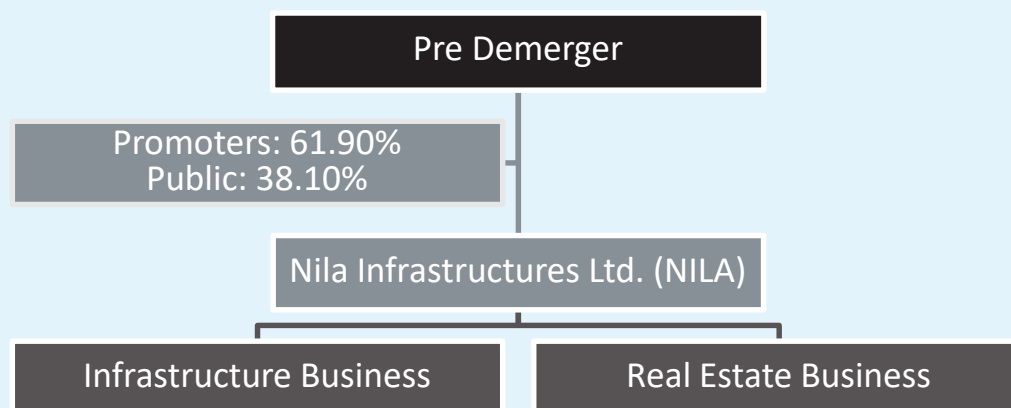 Pre Demerger
Promoters: 61.90%
Public: 38.10%
Nila Infrastructures Ltd. (NILA)
Infrastructure Business
Real Estate Business